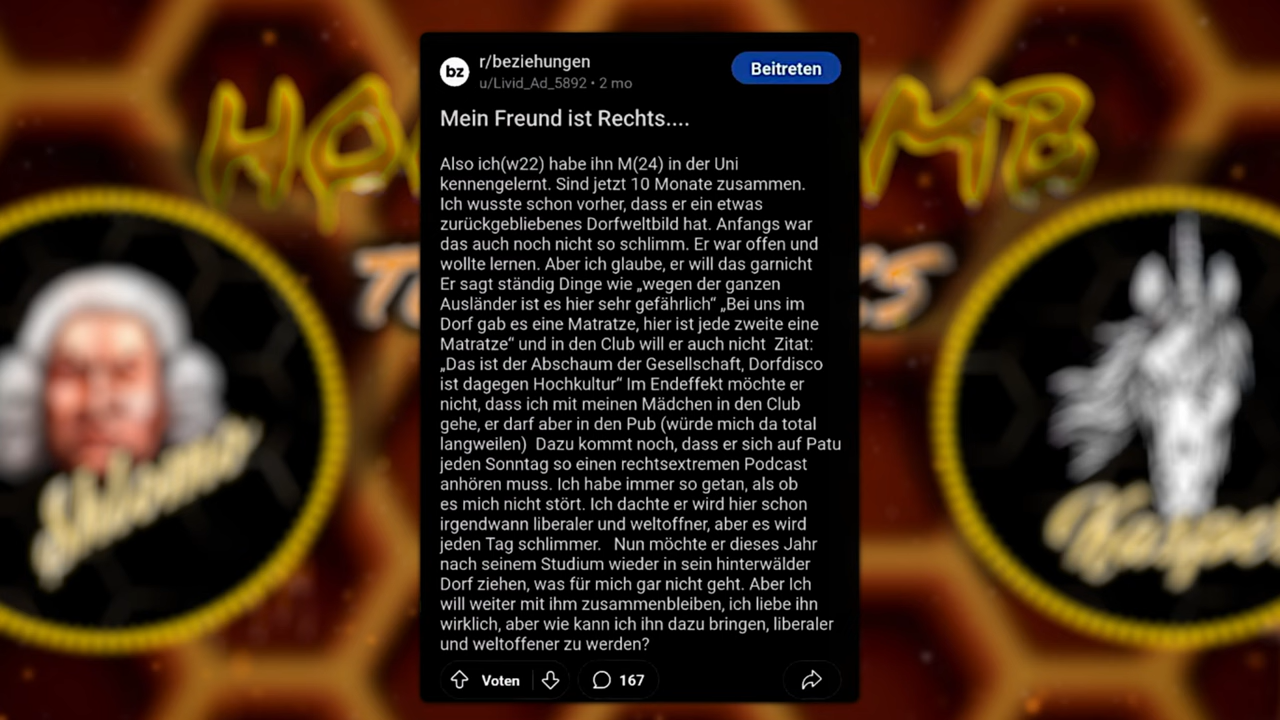 r/beziehungen
bz
Beitreten
u/Livid_Ad_5892 • 2 mo
Mein Freund ist Rechts....
Also ich(w22) habe ihn M(24) in der Uni
kennengelernt. Sind jetzt 10 Monate zusammen.
Ich wusste schon vorher, dass er ein etwas
zurückgebliebenes Dorfweltbild hat. Anfangs war
das auch noch nicht so schlimm. Er war offen und
wollte lernen. Aber ich glaube, er will das garnicht
Er sagt ständig Dinge wie „wegen der ganzen
Ausländer ist es hier sehr gefährlich“ „Bei uns im
Dorf gab es eine Matratze, hier ist jede zweite eine
Matratze“ und in den Club will er auch nicht  Zitat:
„Das ist der Abschaum der Gesellschaft, Dorfdisco
ist dagegen Hochkultur“ Im Endeffekt möchte er
nicht, dass ich mit meinen Mädchen in den Club
gehe, er darf aber in den Pub (würde mich da total
langweilen)  Dazu kommt noch, dass er sich auf Patu
jeden Sonntag so einen rechtsextremen Podcast
anhören muss. Ich habe immer so getan, als ob
es mich nicht stört. Ich dachte er wird hier schon
irgendwann liberaler und weltoffner, aber es wird
jeden Tag schlimmer.   Nun möchte er dieses Jahr
nach seinem Studium wieder in sein hinterwälder
Dorf ziehen, was für mich gar nicht geht. Aber Ich
will weiter mit ihm zusammenbleiben, ich liebe ihn
wirklich, aber wie kann ich ihn dazu bringen, liberaler
und weltoffener zu werden?
Voten
167
Shlomo